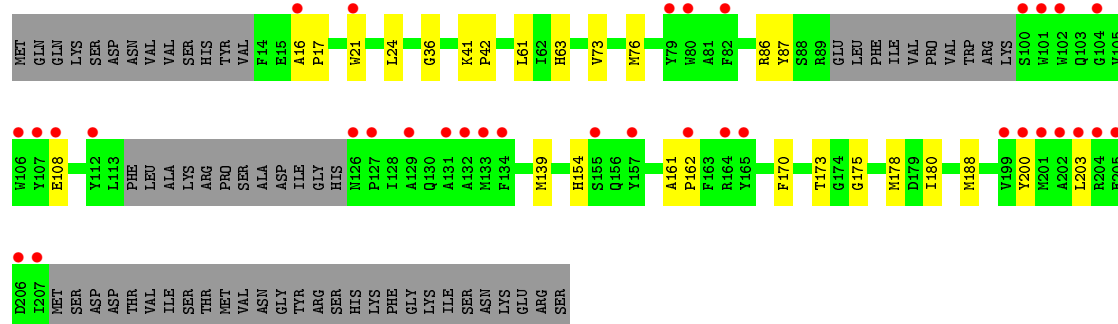 MET GLN GLN LYS SER ASP ASN VAL VAL SER HIS TYR VAL F14 E15 A16 P17 W21 L24 G36 K41 P42 L61 I62 H63 V73 M76 Y79 W80 A81 F82 R86 Y87 S88 R89 GLU LEU PHE ILE VAL PRO VAL TRP ARG LYS S100 W101 W102 Q103 G104 V105
W106 Y107 E108 Y112 L113 PHE LEU ALA LYS ARG PRO SER ALA ASP ILE GLY HIS N126 P127 I128 A129 Q130 A131 A132 M133 F134 M139 H154 S155 Q156 Y157 A161 P162 F163 R164 Y165 F170 T173 G174 G175 M178 D179 I180 M188 V199 Y200 M201 A202 L203 R204 E205
D206 I207 MET SER ASP ASP THR VAL ILE SER THR MET VAL ASN GLY TYR ARG SER HIS LYS PHE GLY LYS ILE SER ASN LYS GLU ARG SER